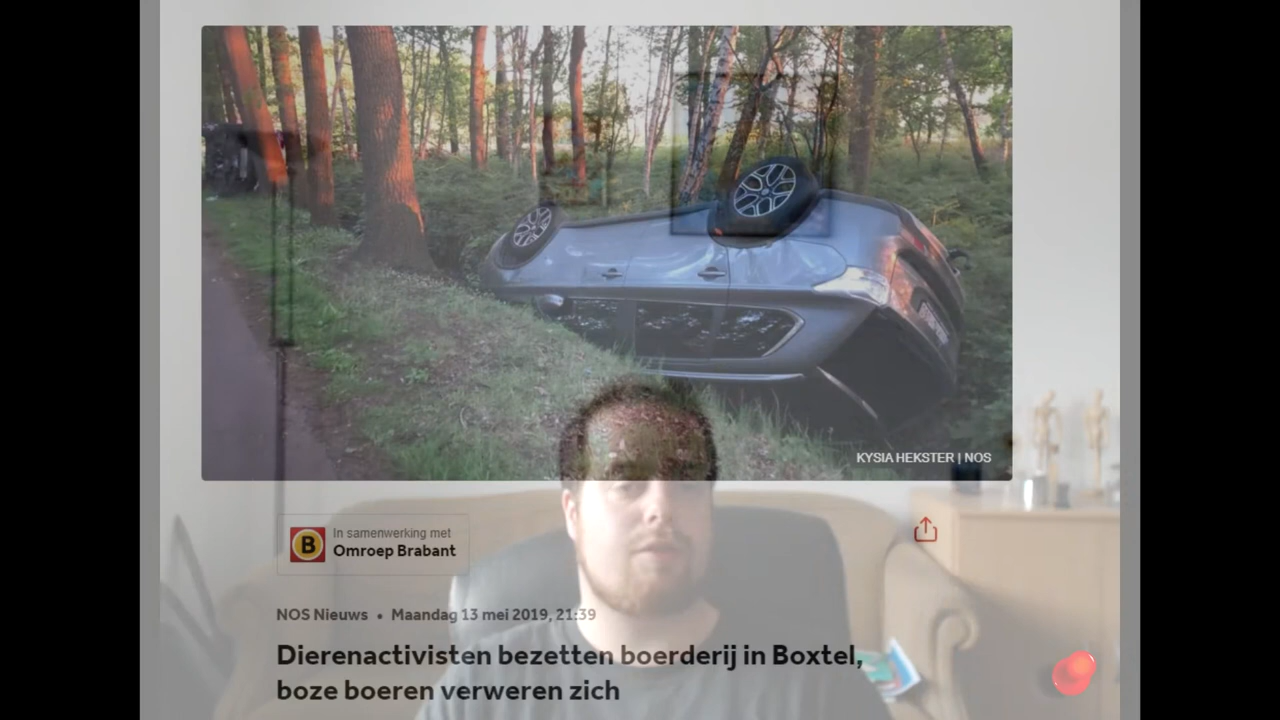 KYSIA HEKSTER | NOS
B
In samenwerking met
Omroep Brabant
NOS Nieuws • Maandag 13 mei 2019, 21:39
Dierenactivisten bezetten boerderij in Boxtel,
boze boeren verweren zich